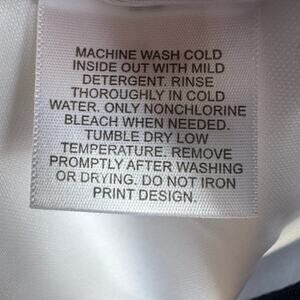 MACHINE WASH COLD
INSIDE OUT WITH MILD
DETERGENT. RINSE
THOROUGHLY IN COLD
WATER. ONLY NONCHLORINE
BLEACH WHEN NEEDED.
TUMBLE DRY LOW
TEMPERATURE. REMOVE
PROMPTLY AFTER WASHING
OR DRYING. DO NOT IRON
PRINT DESIGN.